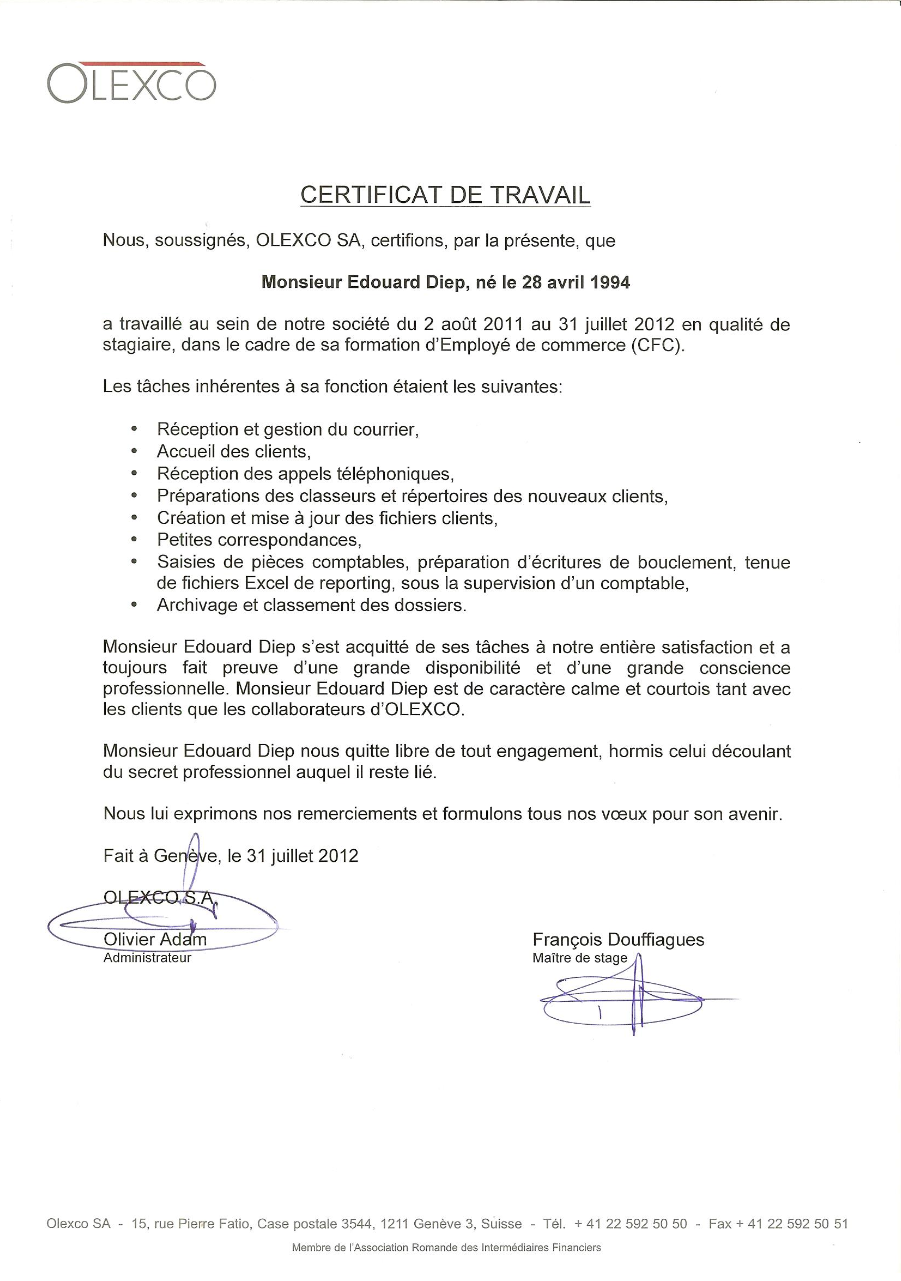 OLEXCO
CERTIFICAT DE TRAVAIL
Nous, soussignés, OLEXCO SA, certifions, par la présente, que
Monsieur Edouard Diep, né le 28 avril 1994
a travaillé au sein de notre société du 2 août 2011 au 31 juillet 2012 en qualité de
stagiaire, dans le cadre de sa formation d'Employé de commerce (CFC).
Les tâches inhérentes à sa fonction étaient les suivantes:
• Réception et gestion du courrier,
• Accueil des clients,
• Réception des appels téléphoniques,
• Préparations des classeurs et répertoires des nouveaux clients,
• Création et mise à jour des fichiers clients,
• Petites correspondances,
• Saisies de pièces comptables, préparation d'écritures de bouclement, tenue
de fichiers Excel de reporting, sous la supervision d'un comptable,
• Archivage et classement des dossiers.
Monsieur Edouard Diep s'est acquitté de ses tâches à notre entière satisfaction et a
toujours fait preuve d'une grande disponibilité et d'une grande conscience
professionnelle. Monsieur Edouard Diep est de caractère calme et courtois tant avec
les clients que les collaborateurs d'OLEXCO.
Monsieur Edouard Diep nous quitte libre de tout engagement, hormis celui découlant
du secret professionnel auquel il reste lié.
Nous lui exprimons nos remerciements et formulons tous nos vœux pour son avenir.
Fait à Genève, le 31 juillet 2012
OLEXCO S.A.
Olivier Adam
Administrateur
François Douffiagues
Maître de stage
Olexco SA - 15, rue Pierre Fatio, Case postale 3544, 1211 Genève 3, Suisse - Tél. + 41 22 592 50 50 - Fax + 41 22 592 50 51
Membre de l'Association Romande des Intermédiaires Financiers